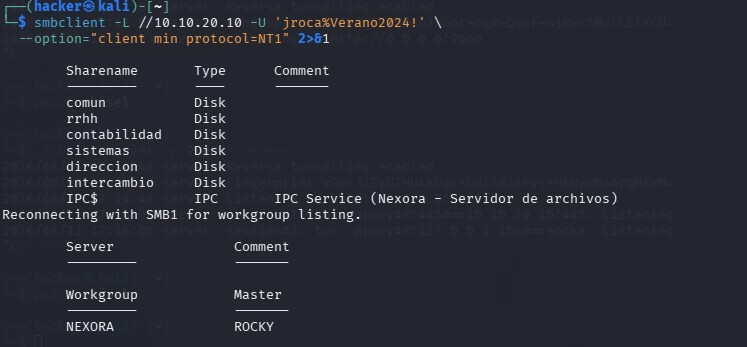 ┌──(hacker㉿kali)-[~]
└─$ smbclient -L //10.10.20.10 -U 'jroca%Verano2024!' \
--option="client min protocol=NT1" 2>&1
Sharename Type Comment
--------- ---- -------
comun Disk
rrhh Disk
contabilidad Disk
sistemas Disk
direccion Disk
intercambio Disk
IPC$ IPC IPC Service (Nexora - Servidor de archivos)
Reconnecting with SMB1 for workgroup listing.
Server Comment
--------- -------
Workgroup Master
--------- -------
NEXORA ROCKY